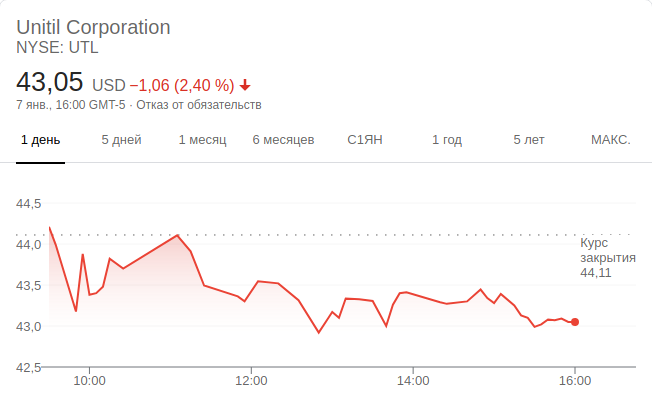 Unitil Corporation
NYSE: UTL
43,05 USD −1,06 (2,40 %)
7 янв., 16:00 GMT-5 · Отказ от обязательств
1 день 5 дней 1 месяц 6 месяцев С1ЯН 1 год 5 лет МАКС.
44,5
44,0
43,5
43,0
42,5
Курс
закрытия
44,11
10:00 12:00 14:00 16:00